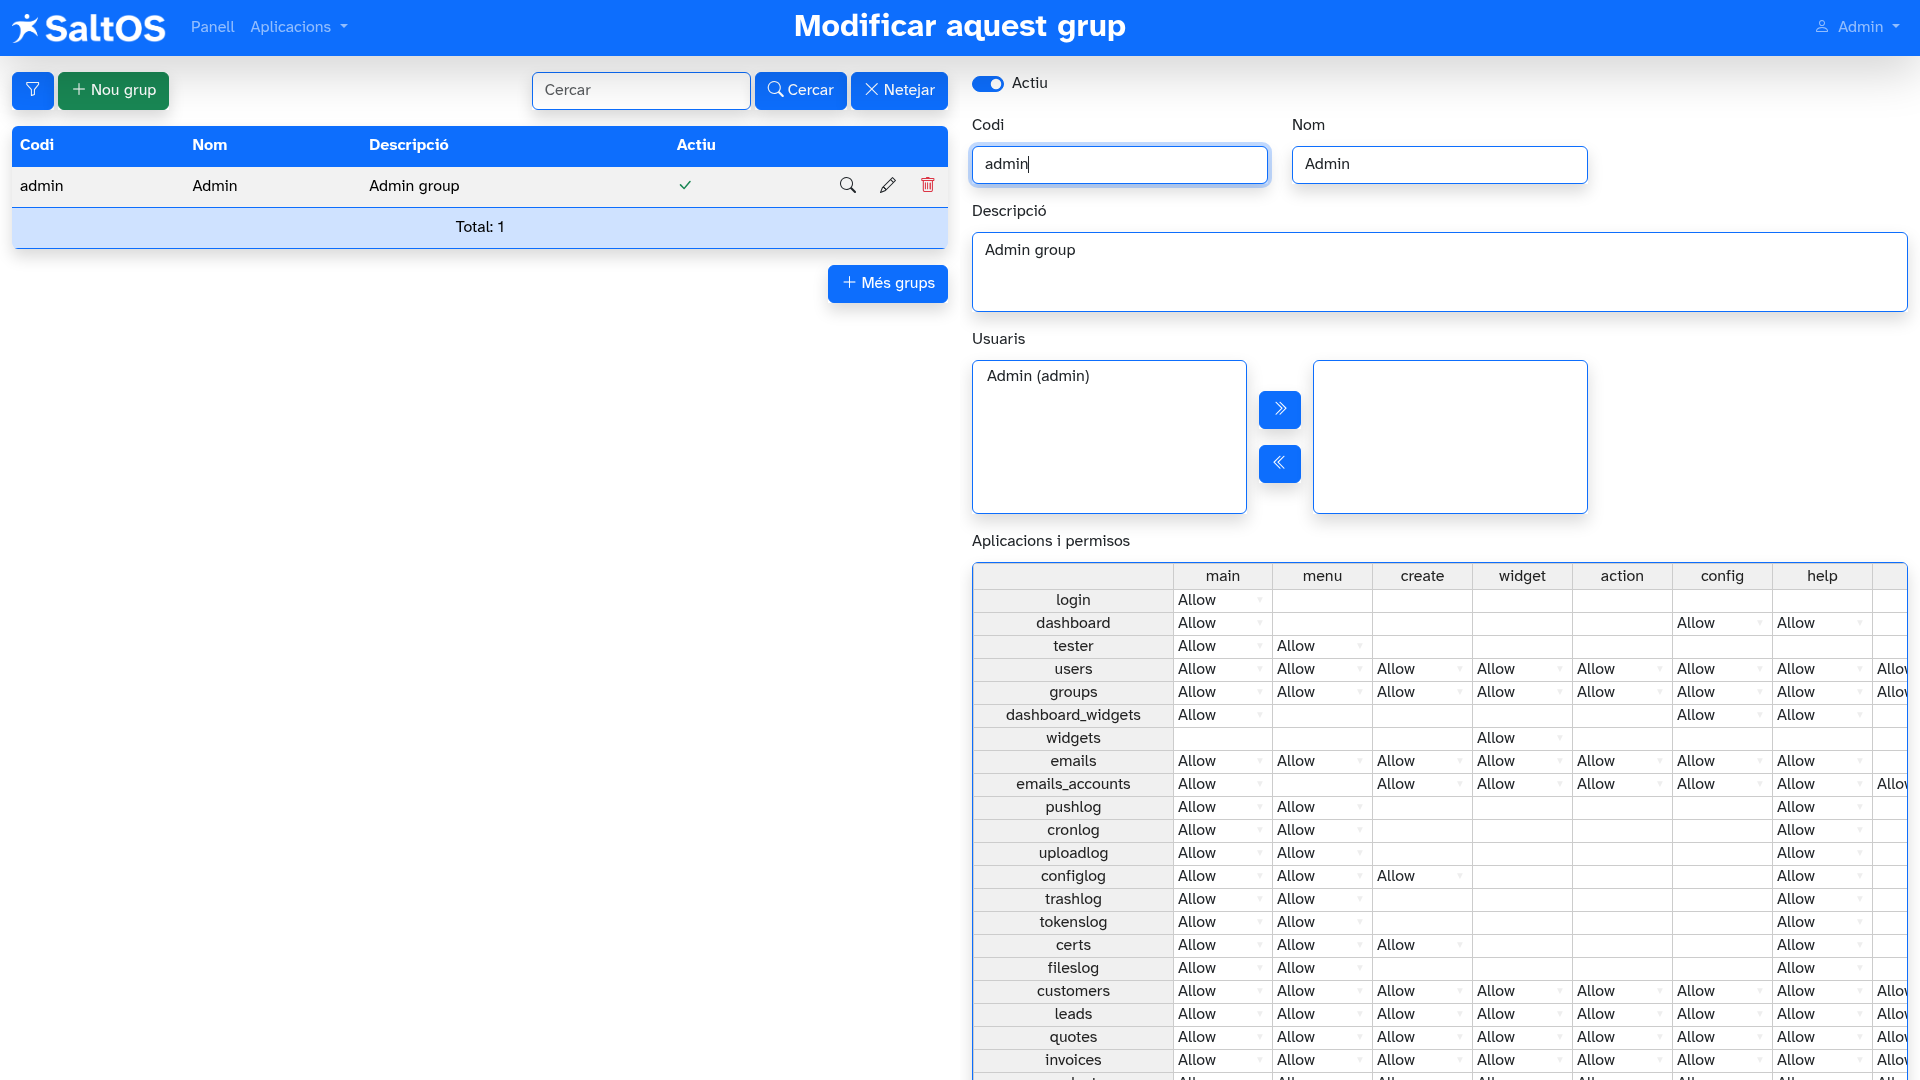 SaltOS Panell Aplicacions Modificar aquest grup Admin
Nou grup Cercar Cercar Netejar
Codi Nom Descripció Actiu
admin Admin Admin group
Total: 1
Més grups
Actiu
Codi Nom
admin Admin
Descripció
Admin group
Usuaris
Admin (admin)
Aplicacions i permisos
main menu create widget action config help
login Allow
dashboard Allow Allow Allow
tester Allow Allow
users Allow Allow Allow Allow Allow Allow Allow
groups Allow Allow Allow Allow Allow Allow Allow
dashboard_widgets Allow Allow Allow
widgets Allow
emails Allow Allow Allow Allow Allow Allow Allow
emails_accounts Allow Allow Allow Allow Allow Allow
pushlog Allow Allow Allow
cronlog Allow Allow Allow
uploadlog Allow Allow Allow
configlog Allow Allow Allow Allow
trashlog Allow Allow Allow
tokenslog Allow Allow Allow
certs Allow Allow Allow Allow
fileslog Allow Allow Allow
customers Allow Allow Allow Allow Allow Allow Allow
leads Allow Allow Allow Allow Allow Allow Allow
quotes Allow Allow Allow Allow Allow Allow Allow
invoices Allow Allow Allow Allow Allow Allow Allow